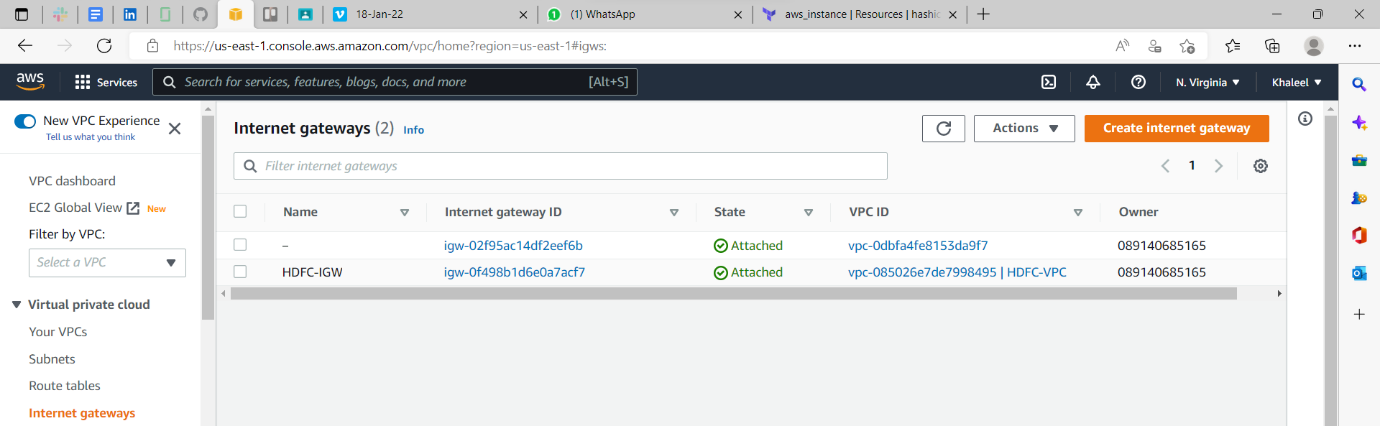 18-Jan-22
(1) WhatsApp
aws_instance | Resources | hashic
https://us-east-1.console.aws.amazon.com/vpc/home?region=us-east-1#igws:
aws
Services
Search for services, features, blogs, docs, and more
[Alt+S]
N. Virginia
Khaleel
New VPC Experience
Tell us what you think
VPC dashboard
EC2 Global View New
Filter by VPC:
Select a VPC
Virtual private cloud
Your VPCs
Subnets
Route tables
Internet gateways
Internet gateways (2) Info
Actions
Create internet gateway
Filter internet gateways
1
Name Internet gateway ID State VPC ID Owner
– igw-02f95ac14df2eef6b Attached vpc-0dbfa4fe8153da9f7 089140685165
HDFC-IGW igw-0f498b1d6e0a7acf7 Attached vpc-085026e7de7998495 | HDFC-VPC 089140685165